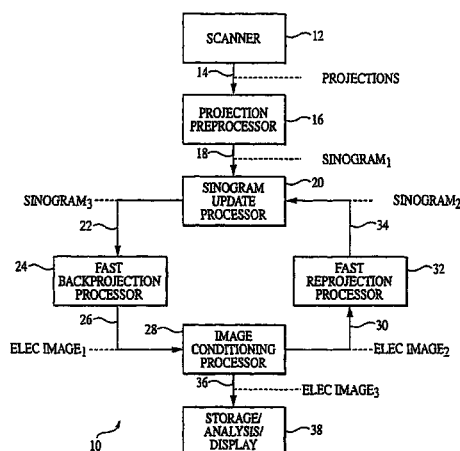 SCANNER
12
14
PROJECTIONS
PROJECTION
PREPROCESSOR
16
18
SINOGRAM1
SINOGRAM3
SINOGRAM
UPDATE
PROCESSOR
20
SINOGRAM2
22
34
24
FAST
BACKPROJECTION
PROCESSOR
FAST
REPROJECTION
PROCESSOR
32
26
28
IMAGE
CONDITIONING
PROCESSOR
30
ELEC IMAGE1
ELEC IMAGE2
36
ELEC IMAGE3
STORAGE/
ANALYSIS/
DISPLAY
38
10